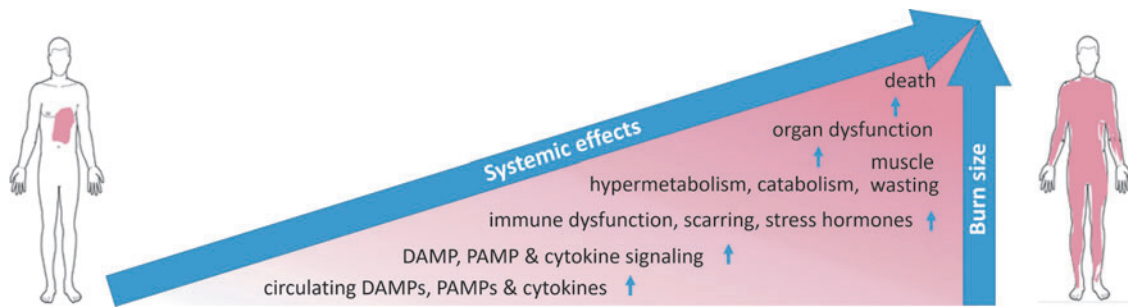 death
organ dysfunction
muscle
hypermetabolism, catabolism, wasting
immune dysfunction, scarring, stress hormones
DAMP, PAMP & cytokine signaling
circulating DAMPs, PAMPs & cytokines
Systemic effects
Burn size